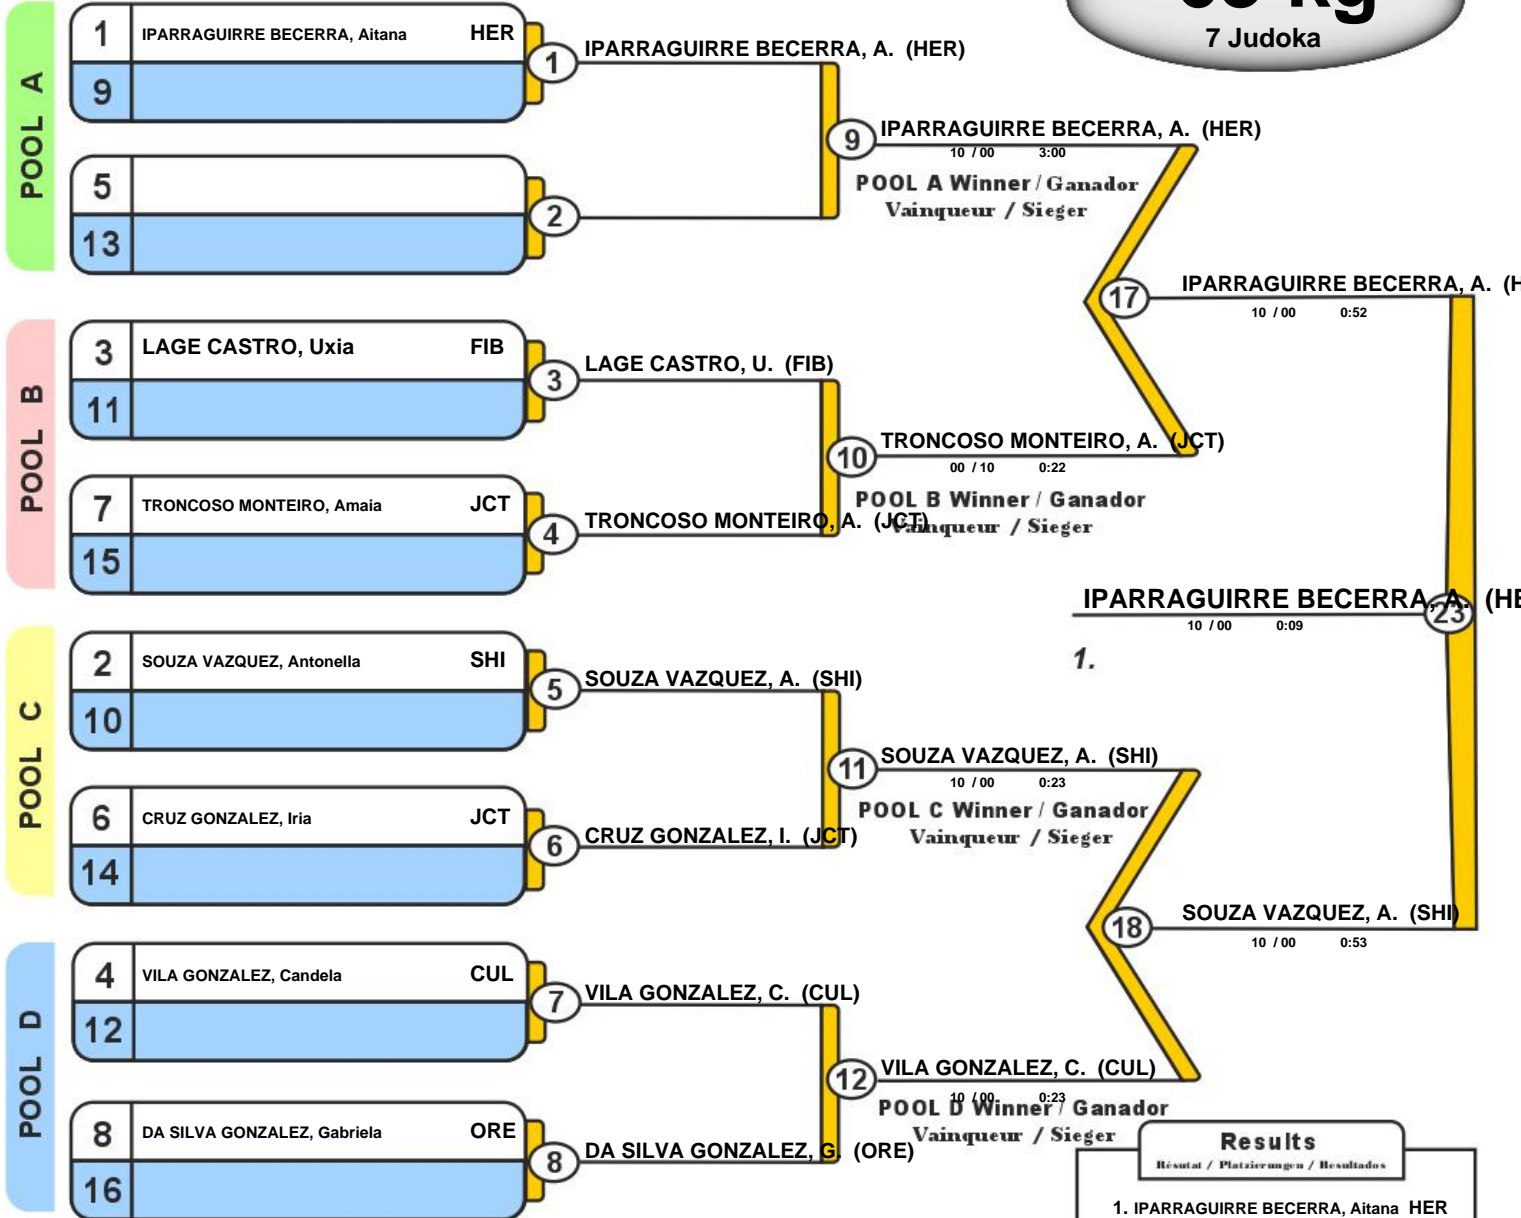 kg
7 Judoka
POOL A
1 IPARRAGUIRRE BECERRA, Aitana HER
9
1 IPARRAGUIRRE BECERRA, A. (HER)
5
13
2
9 IPARRAGUIRRE BECERRA, A. (HER)
10 / 00 3:00
POOL A Winner / Ganador
Vainqueur / Sieger
POOL B
3 LAGE CASTRO, Uxia FIB
11
3 LAGE CASTRO, U. (FIB)
7 TRONCOSO MONTEIRO, Amaia JCT
15
4 TRONCOSO MONTEIRO, A. (JCT)
10 TRONCOSO MONTEIRO, A. (JCT)
00 / 10 0:22
POOL B Winner / Ganador
Vainqueur / Sieger
17 IPARRAGUIRRE BECERRA, A. (H
10 / 00 0:52
POOL C
2 SOUZA VAZQUEZ, Antonella SHI
10
5 SOUZA VAZQUEZ, A. (SHI)
6 CRUZ GONZALEZ, Iria JCT
14
6 CRUZ GONZALEZ, I. (JCT)
11 SOUZA VAZQUEZ, A. (SHI)
10 / 00 0:23
POOL C Winner / Ganador
Vainqueur / Sieger
POOL D
4 VILA GONZALEZ, Candela CUL
12
7 VILA GONZALEZ, C. (CUL)
8 DA SILVA GONZALEZ, Gabriela ORE
16
8 DA SILVA GONZALEZ, G. (ORE)
12 VILA GONZALEZ, C. (CUL)
10 / 00 0:23
POOL D Winner / Ganador
Vainqueur / Sieger
18 SOUZA VAZQUEZ, A. (SHI)
10 / 00 0:53
IPARRAGUIRRE BECERRA, A. (HE
23
10 / 00 0:09
1.
Results
Résutat / Platzierungen / Resultados
1. IPARRAGUIRRE BECERRA, Aitana HER